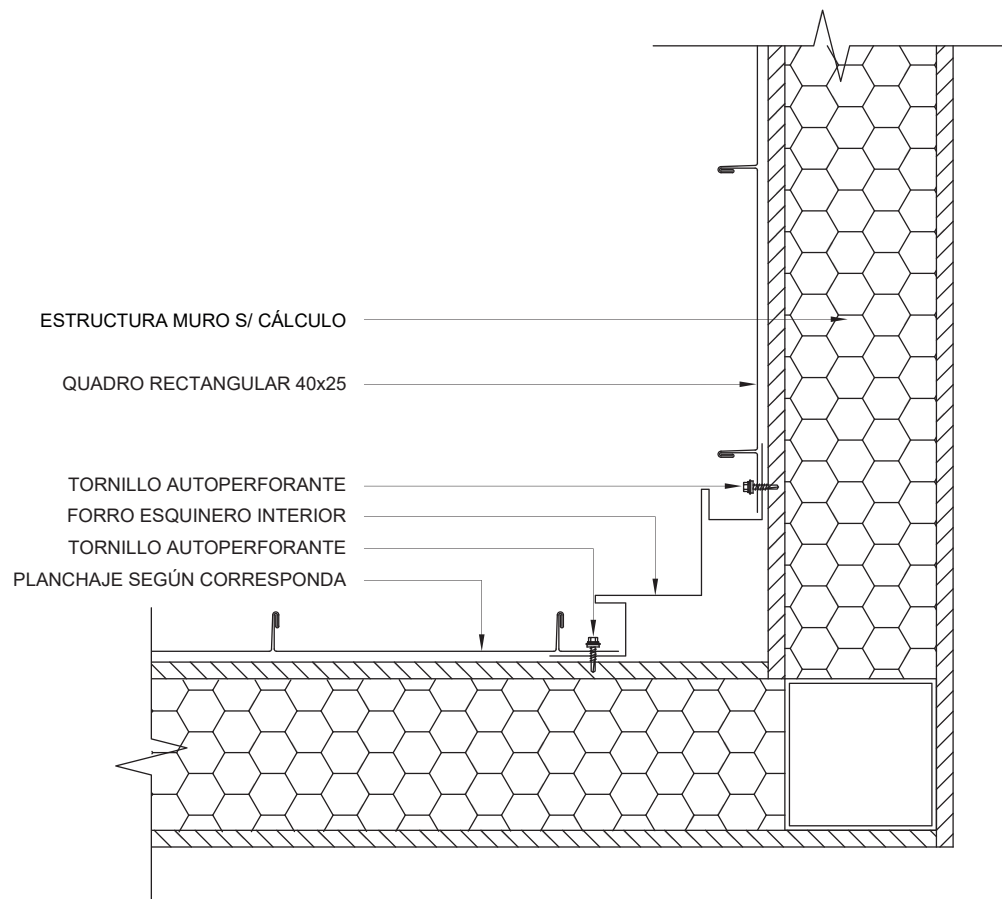 ESTRUCTURA MURO S/ CÁLCULO
QUADRO RECTANGULAR 40x25
TORNILLO AUTOPERFORANTE
FORRO ESQUINERO INTERIOR
TORNILLO AUTOPERFORANTE
PLANCHAJE SEGÚN CORRESPONDA